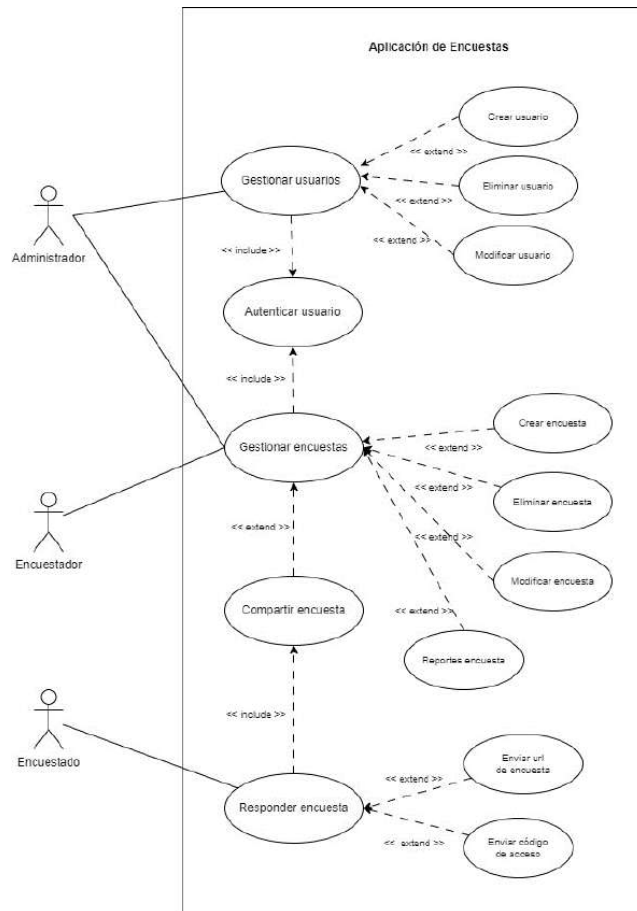 Aplicación de Encuestas
Crear usuario
<< extend >>
Gestionar usuarios
Eliminar usuario
<< extend >>
<< extend >>
Modificar usuario
Administrador
<< include >>
Autenticar usuario
<< include >>
Crear encuesta
Gestionar encuestas
<< extend >>
<< extend >>
Eliminar encuesta
Encuestador
<< extend >>
<< extend >>
Modificar encuesta
Compartir encuesta
<< extend >>
Reportes encuesta
<< include >>
Encuestado
Enviar url
de encuesta
<< extend >>
Responder encuesta
<< extend >>
Enviar código
de acceso